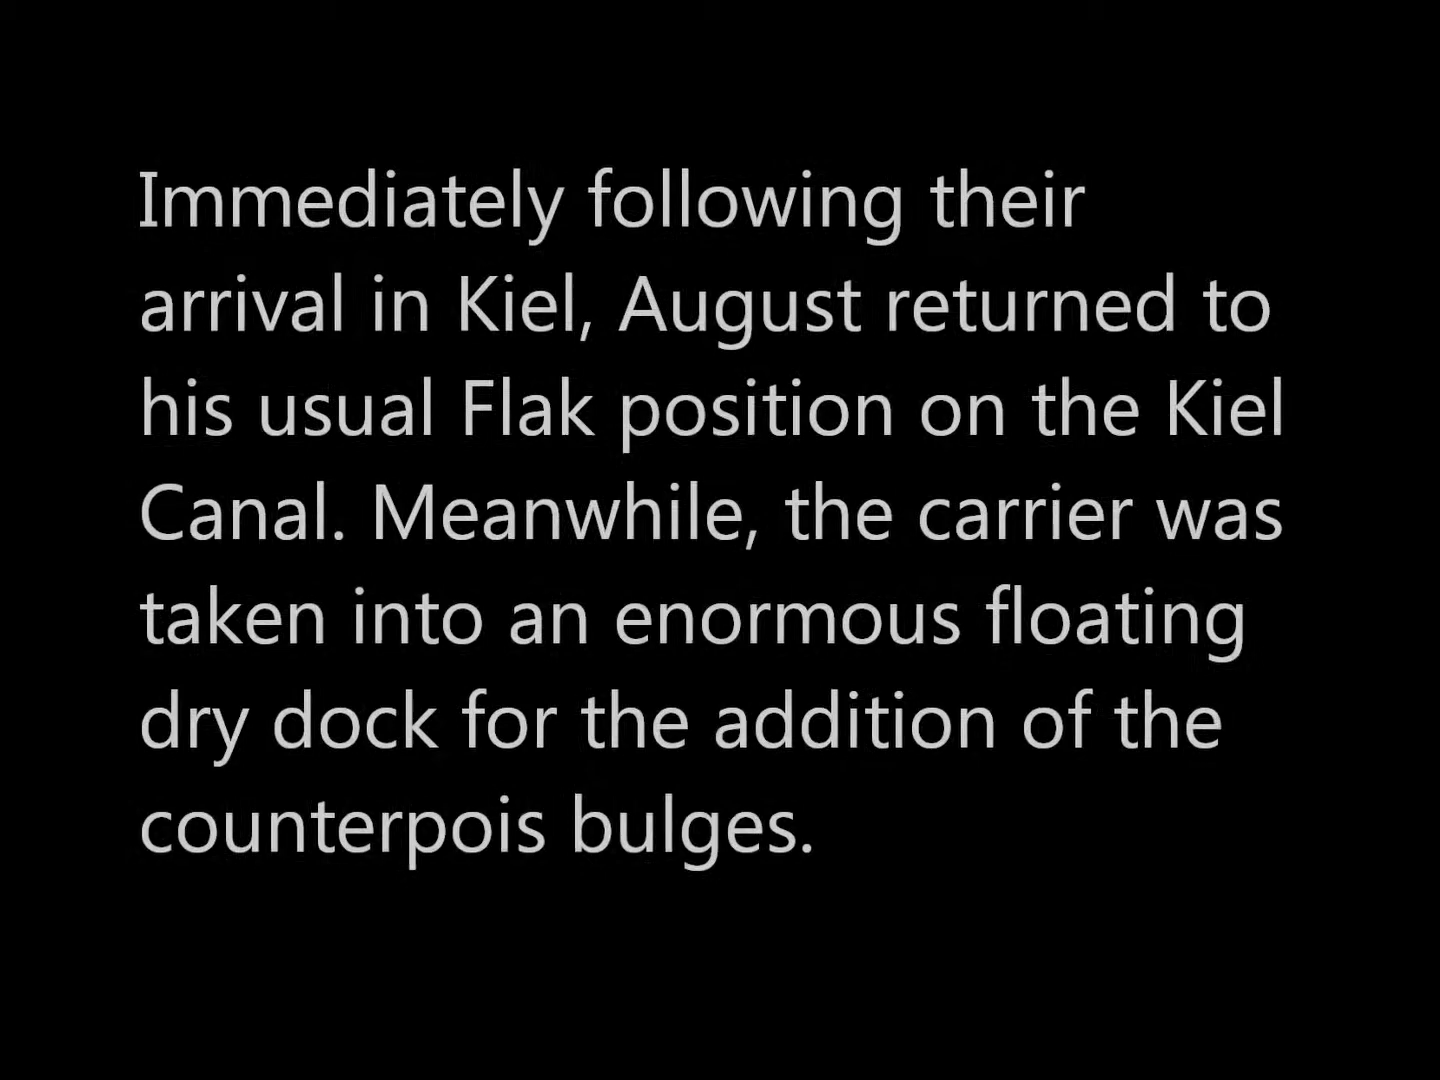 Immediately following their
arrival in Kiel, August returned to
his usual Flak position on the Kiel
Canal. Meanwhile, the carrier was
taken into an enormous floating
dry dock for the addition of the
counterpois bulges.